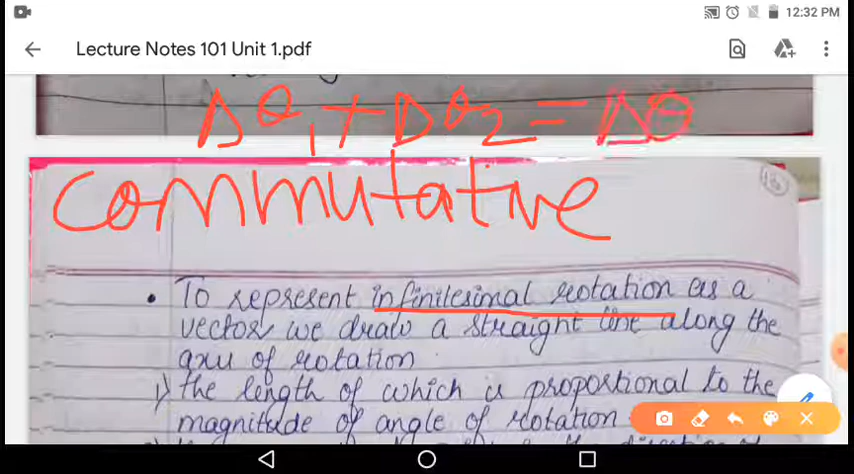 12:32 PM
Lecture Notes 101 Unit 1.pdf
Δθ1 + Δθ2 = Δθ
Commutative
16
• To represent infinitesimal rotation as a
vector we draw a straight line along the
axis of rotation.
1) the length of which is proportional to the
magnitude of angle of rotation